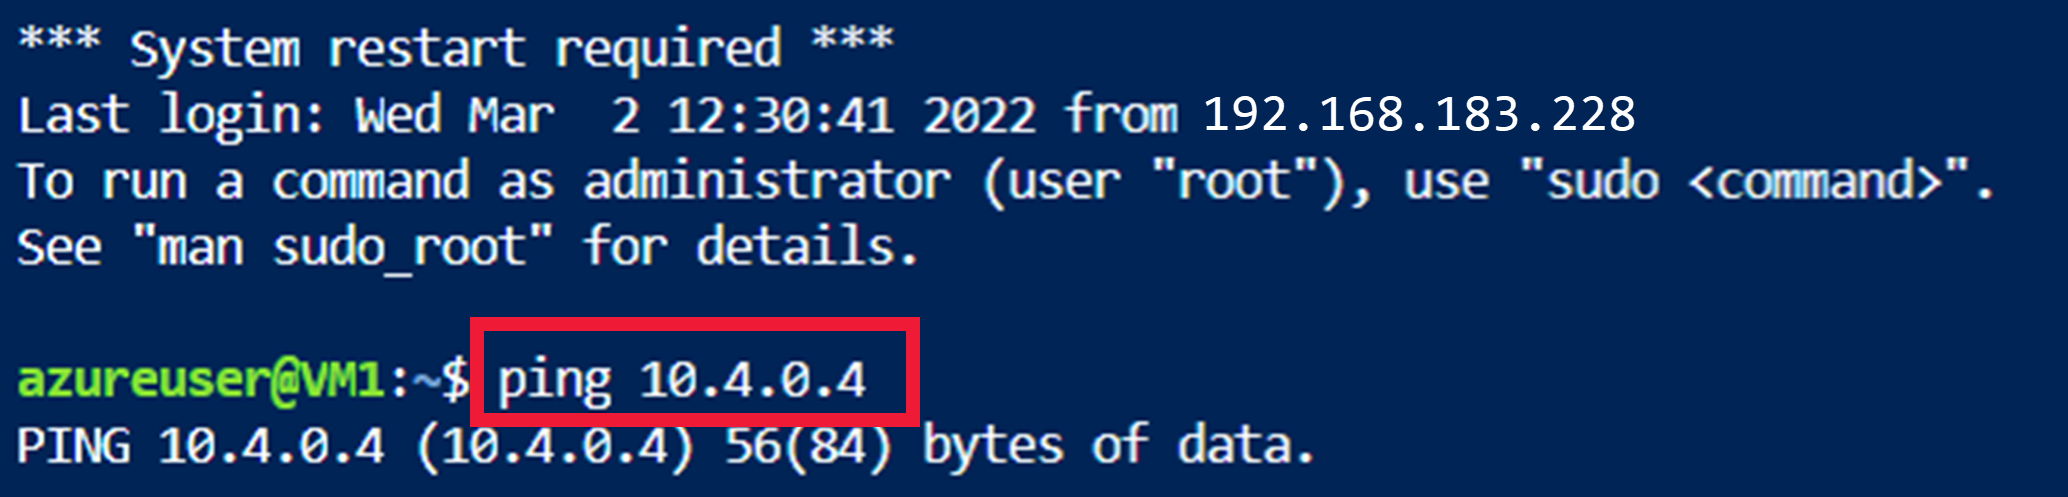 *** System restart required ***
Last login: Wed Mar  2 12:30:41 2022 from 192.168.183.228
To run a command as administrator (user "root"), use "sudo <command>".
See "man sudo_root" for details.
azureuser@VM1:~$ ping 10.4.0.4
PING 10.4.0.4 (10.4.0.4) 56(84) bytes of data.